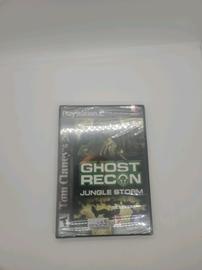 PlayStation 2
Tom Clancy's
GHOST
RECON
JUNGLE STORM